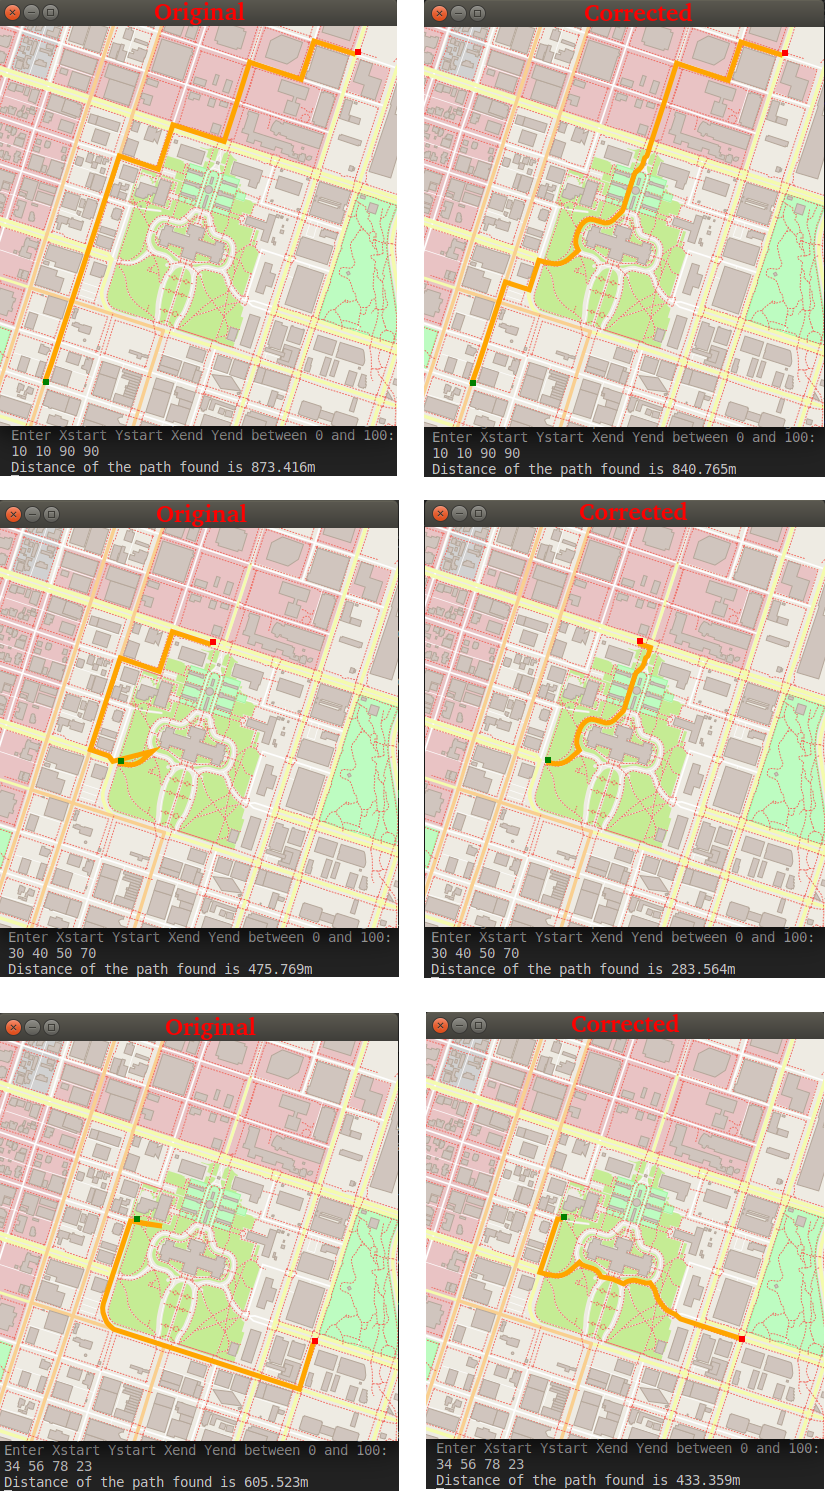 Original
Corrected
Enter Xstart Ystart Xend Yend between 0 and 100:
10 10 90 90
Distance of the path found is 873.416m
Enter Xstart Ystart Xend Yend between 0 and 100:
10 10 90 90
Distance of the path found is 840.765m
Original
Corrected
Enter Xstart Ystart Xend Yend between 0 and 100:
30 40 50 70
Distance of the path found is 475.769m
Enter Xstart Ystart Xend Yend between 0 and 100:
30 40 50 70
Distance of the path found is 283.564m
Original
Corrected
Enter Xstart Ystart Xend Yend between 0 and 100:
34 56 78 23
Distance of the path found is 605.523m
Enter Xstart Ystart Xend Yend between 0 and 100:
34 56 78 23
Distance of the path found is 433.359m